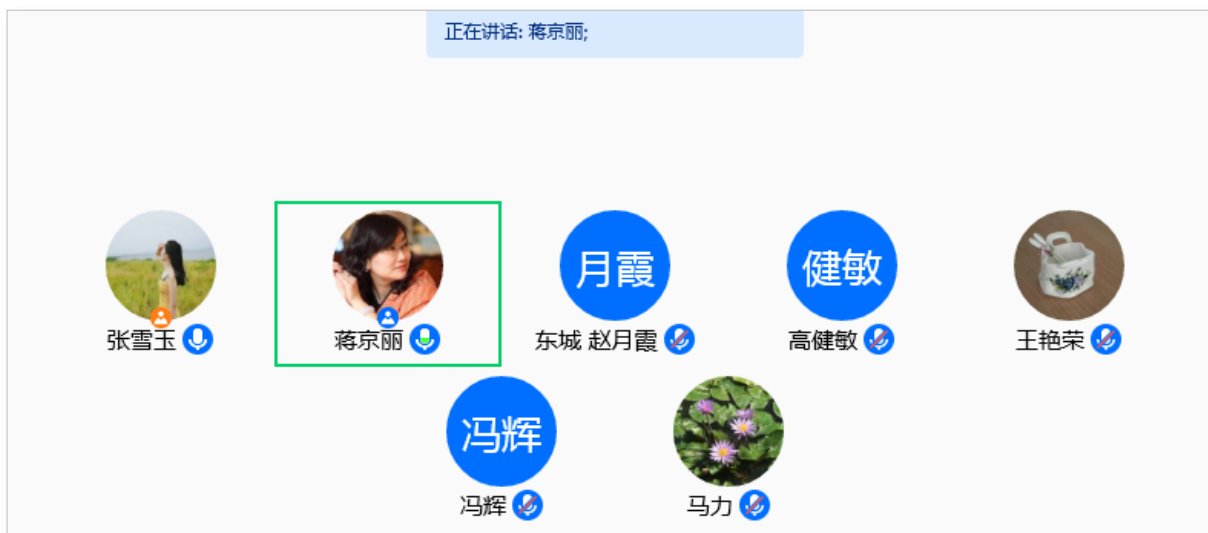 正在讲话: 蒋京丽;
月霞
健敏
张雪玉
蒋京丽
东城 赵月霞
高健敏
王艳荣
冯辉
冯辉
马力